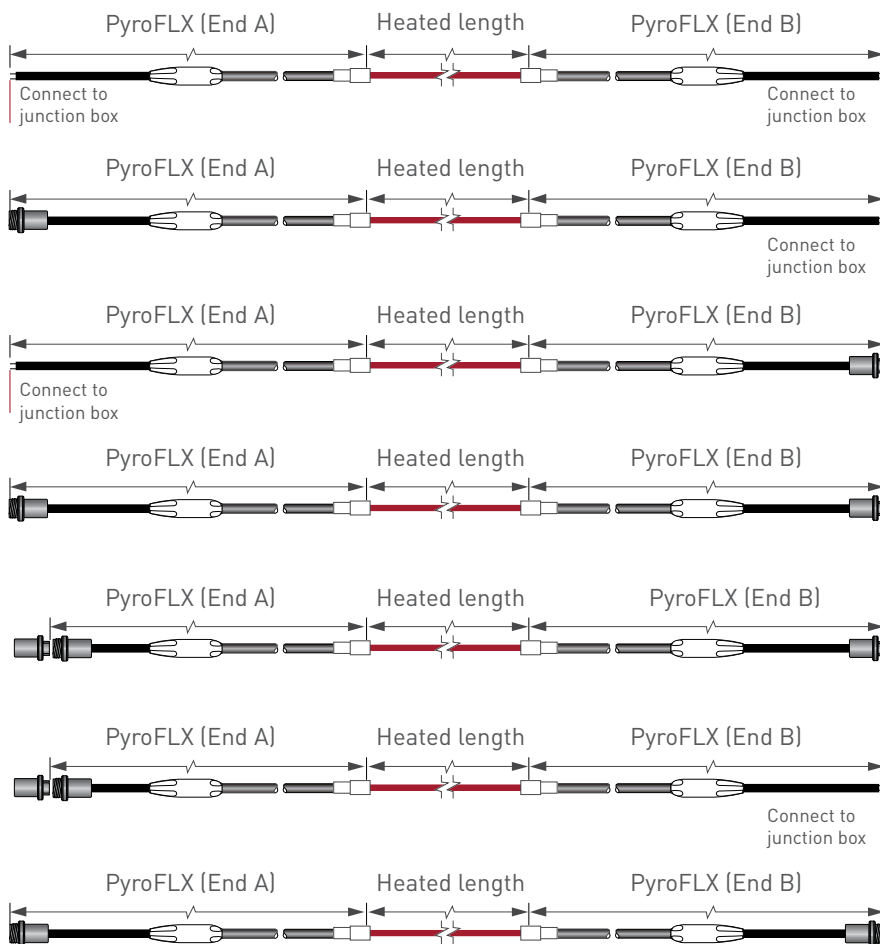 PyroFLX (End A) Heated length PyroFLX (End B)
Connect to Connect to
junction box junction box
PyroFLX (End A) Heated length PyroFLX (End B)
Connect to
junction box
PyroFLX (End A) Heated length PyroFLX (End B)
Connect to
junction box
PyroFLX (End A) Heated length PyroFLX (End B)
PyroFLX (End A) Heated length PyroFLX (End B)
PyroFLX (End A) Heated length PyroFLX (End B)
Connect to
junction box
PyroFLX (End A) Heated length PyroFLX (End B)